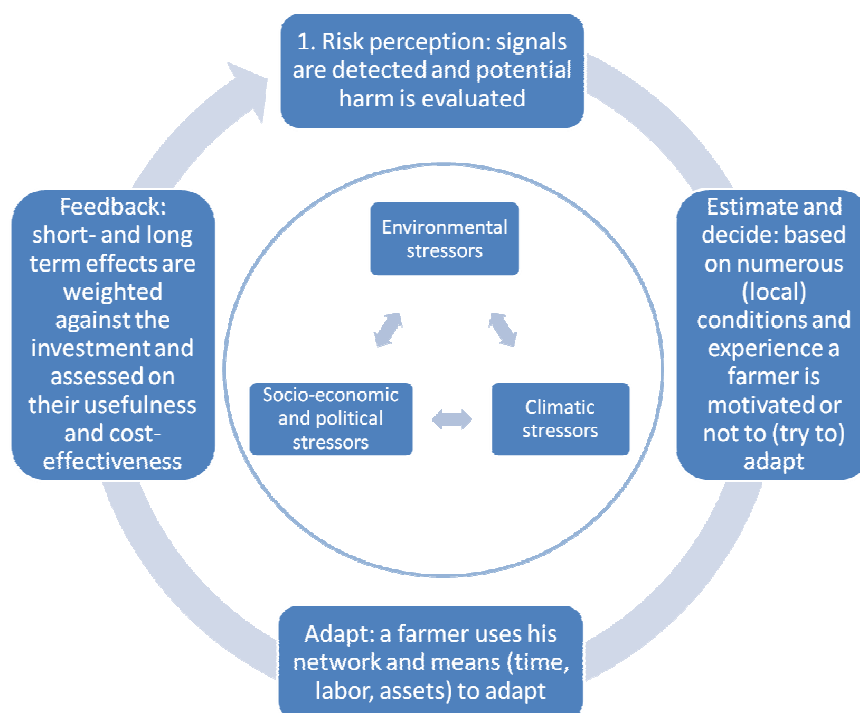 1. Risk perception: signals
are detected and potential
harm is evaluated
Estimate and
decide: based
on numerous
(local)
conditions and
experience a
farmer is
motivated or
not to (try to)
adapt
Adapt: a farmer uses his
network and means (time,
labor, assets) to adapt
Feedback:
short- and long
term effects are
weighted
against the
investment and
assessed on
their usefulness
and cost-
effectiveness
Environmental
stressors
Socio-economic
and political
stressors
Climatic
stressors